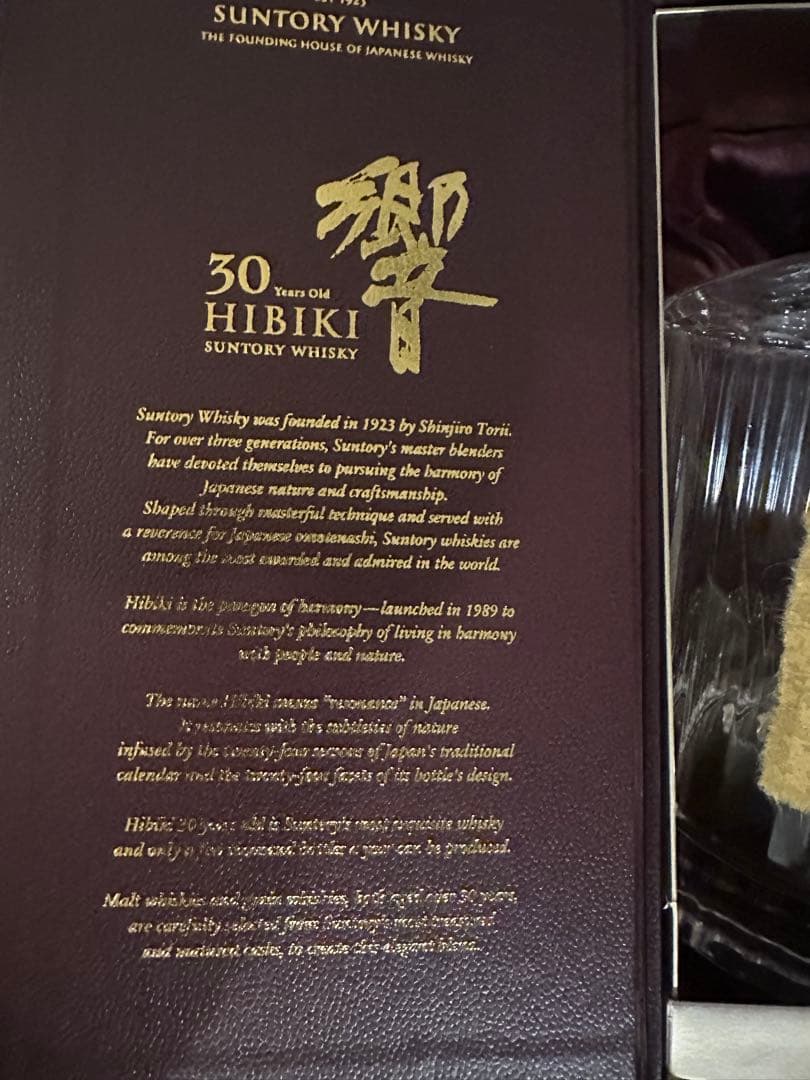 1923
SUNTORY WHISKY
THE FOUNDING HOUSE OF JAPANESE WHISKY
響
30 Years Old
HIBIKI
SUNTORY WHISKY
Suntory Whisky was founded in 1923 by Shinjiro Torii.
For over three generations, Suntory's master blenders
have devoted themselves to pursuing the harmony of
Japanese nature and craftsmanship.
Shaped through masterful technique and served with
a reverence for Japanese omotenashi, Suntory whiskies are
among the most awarded and admired in the world.
Hibiki is the paragon of harmony—launched in 1989 to
commemorate Suntory's philosophy of living in harmony
with people and nature.
The name Hibiki means "resonance" in Japanese.
It resonates with the subtleties of nature
infused by the twenty-four seasons of Japan's traditional
calendar and the twenty-four facets of its bottle's design.
Hibiki 30 years old is Suntory's most exquisite whisky
and only a few thousand bottles a year can be produced.
Malt whiskies and grain whiskies, both aged over 30 years,
are carefully selected from Suntory's most treasured
and matured casks, to create this elegant blend.